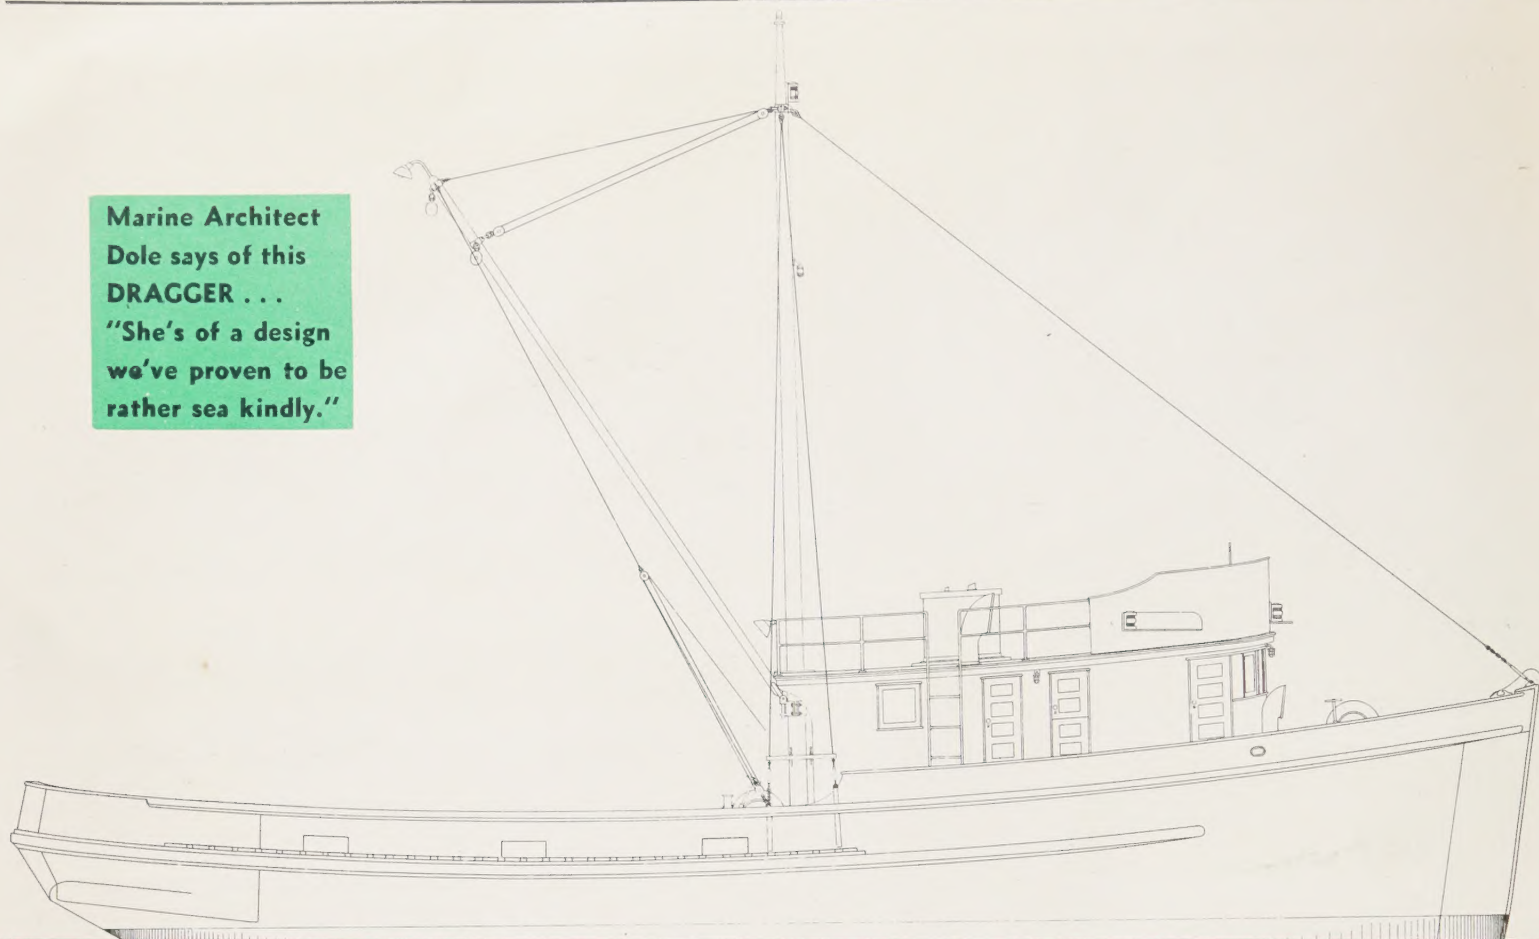 Marine Architect
Dole says of this
DRAGGER . . .
"She's of a design
we've proven to be
rather sea kindly."